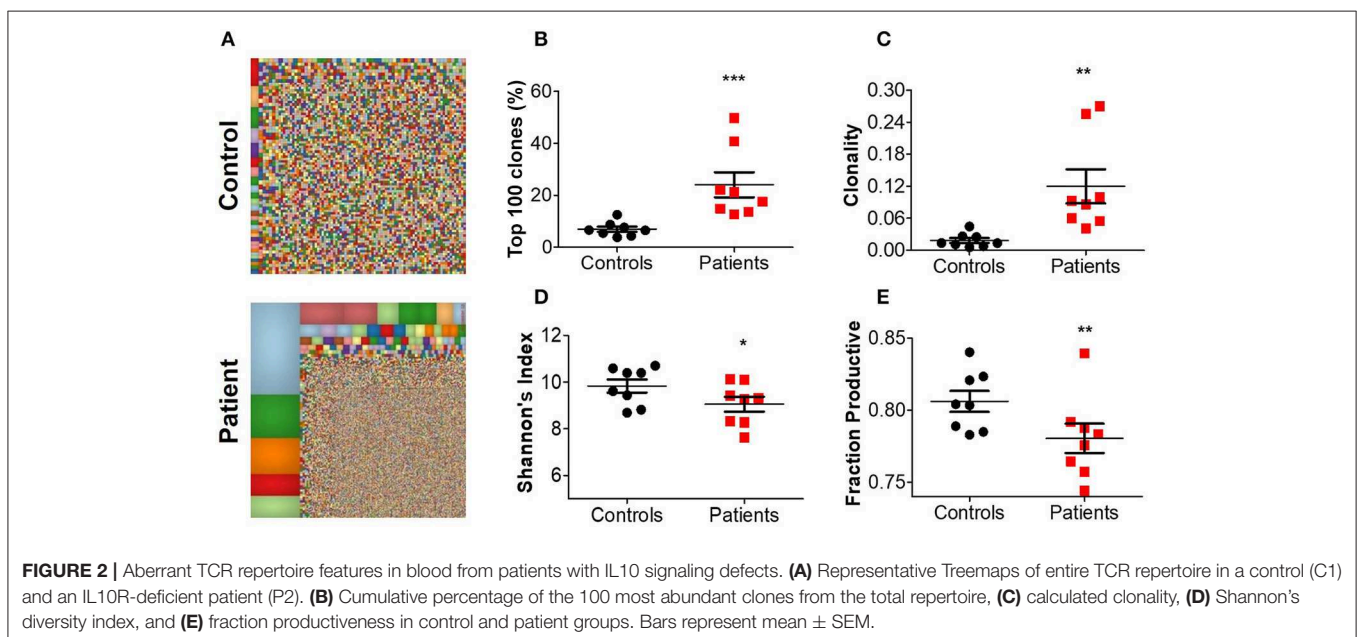 A
Control
Patient
B
***
Top 100 clones (%)
60
40
20
0
Controls
Patients
C
**
Clonality
0.30
0.24
0.18
0.12
0.06
0.00
Controls
Patients
D
*
Shannon's Index
12
10
8
6
Controls
Patients
E
**
Fraction Productive
0.85
0.80
0.75
Controls
Patients
FIGURE 2 | Aberrant TCR repertoire features in blood from patients with IL10 signaling defects. (A) Representative Treemaps of entire TCR repertoire in a control (C1)
and an IL10R-deficient patient (P2). (B) Cumulative percentage of the 100 most abundant clones from the total repertoire, (C) calculated clonality, (D) Shannon's
diversity index, and (E) fraction productiveness in control and patient groups. Bars represent mean ± SEM.